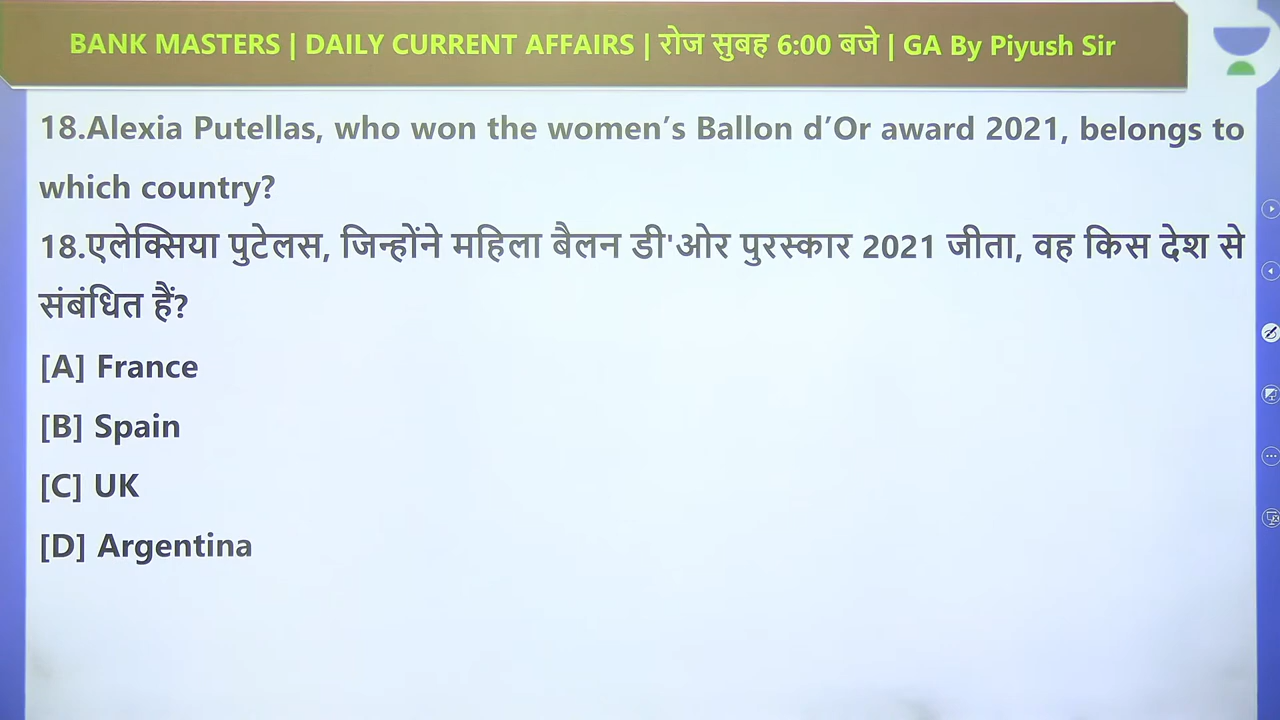 BANK MASTERS | DAILY CURRENT AFFAIRS | रोज सुबह 6:00 बजे | GA By Piyush Sir
18.Alexia Putellas, who won the women’s Ballon d’Or award 2021, belongs to
which country?
18.एलेक्सिया पुटेलस, जिन्होंने महिला बैलन डी'ओर पुरस्कार 2021 जीता, वह किस देश से
संबंधित हैं?
[A] France
[B] Spain
[C] UK
[D] Argentina